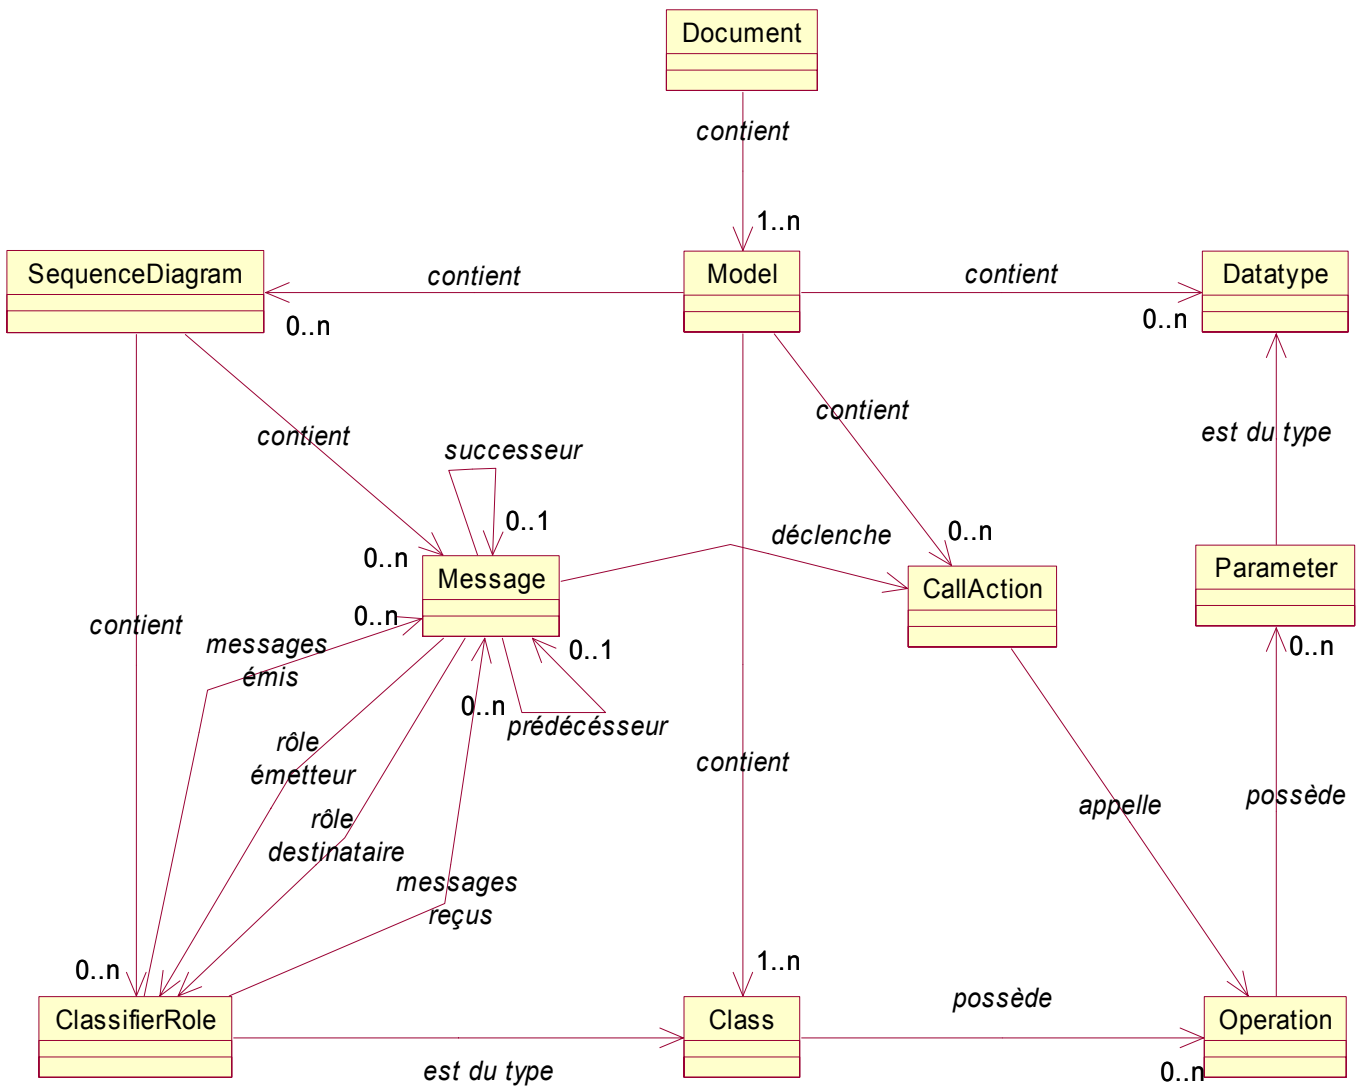 Document
contient
1..n
SequenceDiagram
contient
Model
contient
Datatype
0..n
0..n
contient
contient
est du type
successeur
0..1
déclenche
0..n
0..n
Message
CallAction
Parameter
contient
messages
émis
0..n
0..1
0..n
0..n
prédécésseur
rôle
émetteur
contient
appelle
possède
rôle
destinataire
messages
reçus
0..n
1..n
possède
ClassifierRole
Class
Operation
est du type
0..n